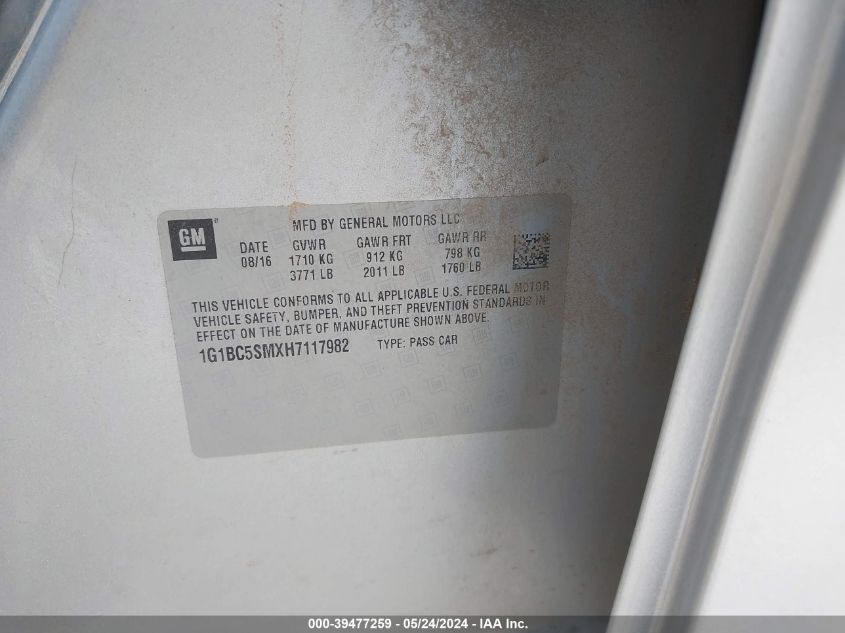 GM
MFD BY GENERAL MOTORS LLC
DATE GVWR GAWR FRT GAWR RR
08/16 1710 KG 912 KG 798 KG
3771 LB 2011 LB 1760 LB
THIS VEHICLE CONFORMS TO ALL APPLICABLE U.S. FEDERAL MOTOR
VEHICLE SAFETY, BUMPER, AND THEFT PREVENTION STANDARDS IN
EFFECT ON THE DATE OF MANUFACTURE SHOWN ABOVE.
1G1BC5SMXH7117982 TYPE: PASS CAR
000-39477259 - 05/24/2024 - IAA Inc.